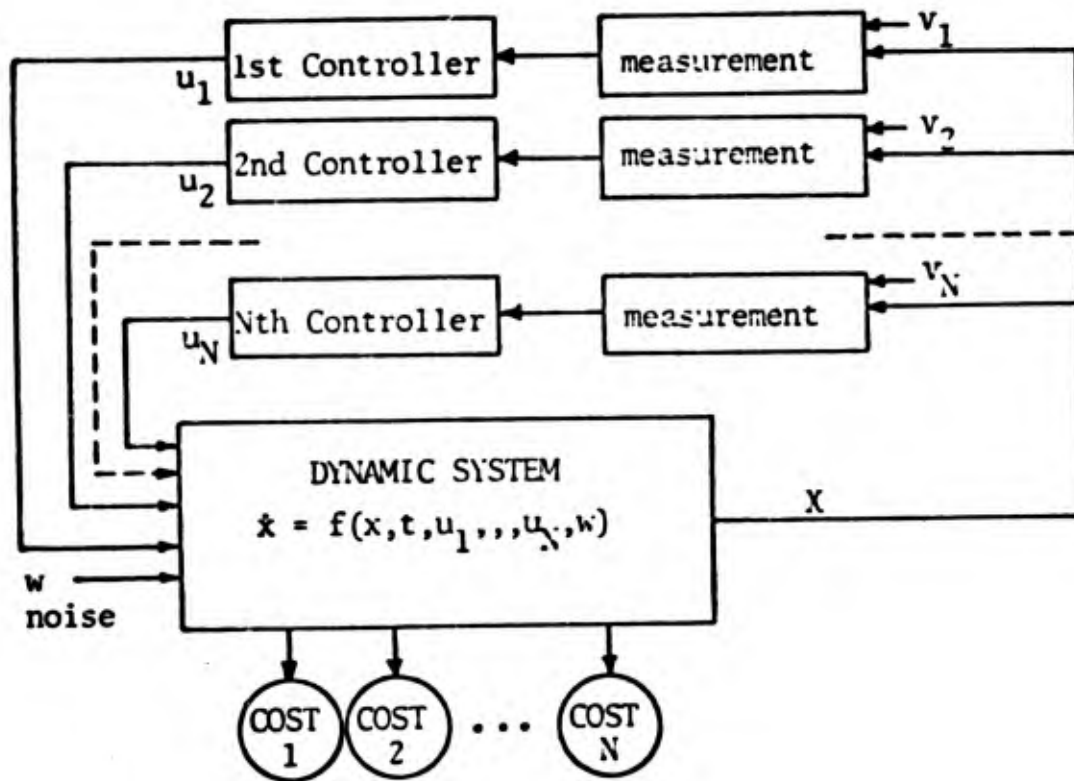 1st Controller
measurement
v1
u1
2nd Controller
measurement
v2
u2
Nth Controller
measurement
vN
uN
DYNAMIC SYSTEM
ẋ = f(x,t,u1,,,uN,w)
X
w
noise
COST
1
COST
2
...
COST
N